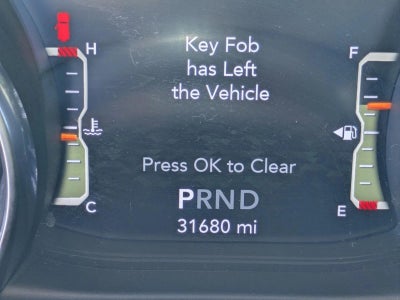 H
F
Key Fob
has Left
the Vehicle
Press OK to Clear
PRND
C
E
31680 mi